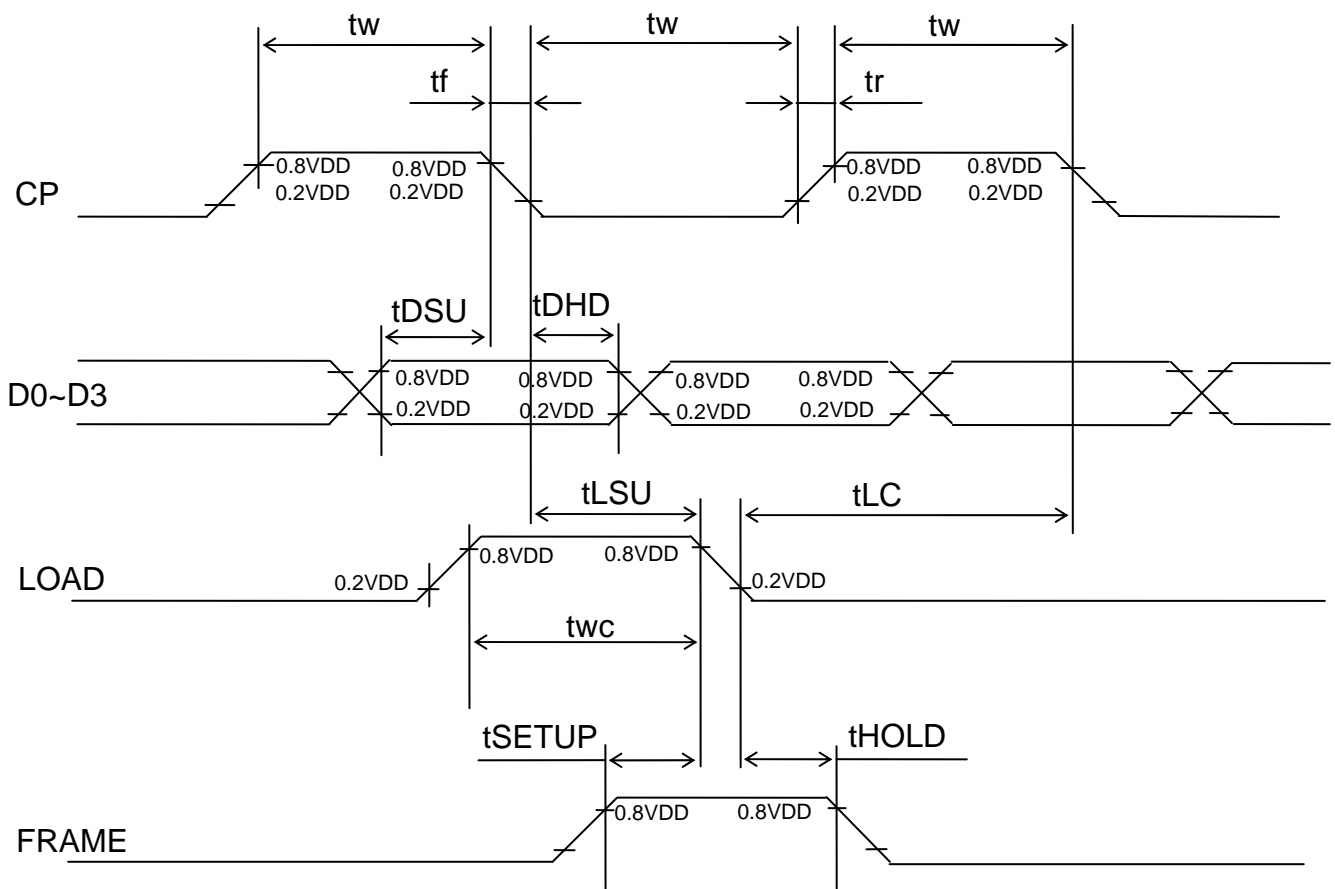 tw tw tw
tf tr
0.8VDD 0.8VDD 0.8VDD 0.8VDD
CP 0.2VDD 0.2VDD 0.2VDD 0.2VDD
tDSU tDHD
0.8VDD 0.8VDD 0.8VDD 0.8VDD
D0~D3
0.2VDD 0.2VDD 0.2VDD 0.2VDD
tLSU tLC
0.8VDD 0.8VDD
LOAD 0.2VDD 0.2VDD
twc
tSETUP tHOLD
0.8VDD 0.8VDD
FRAME